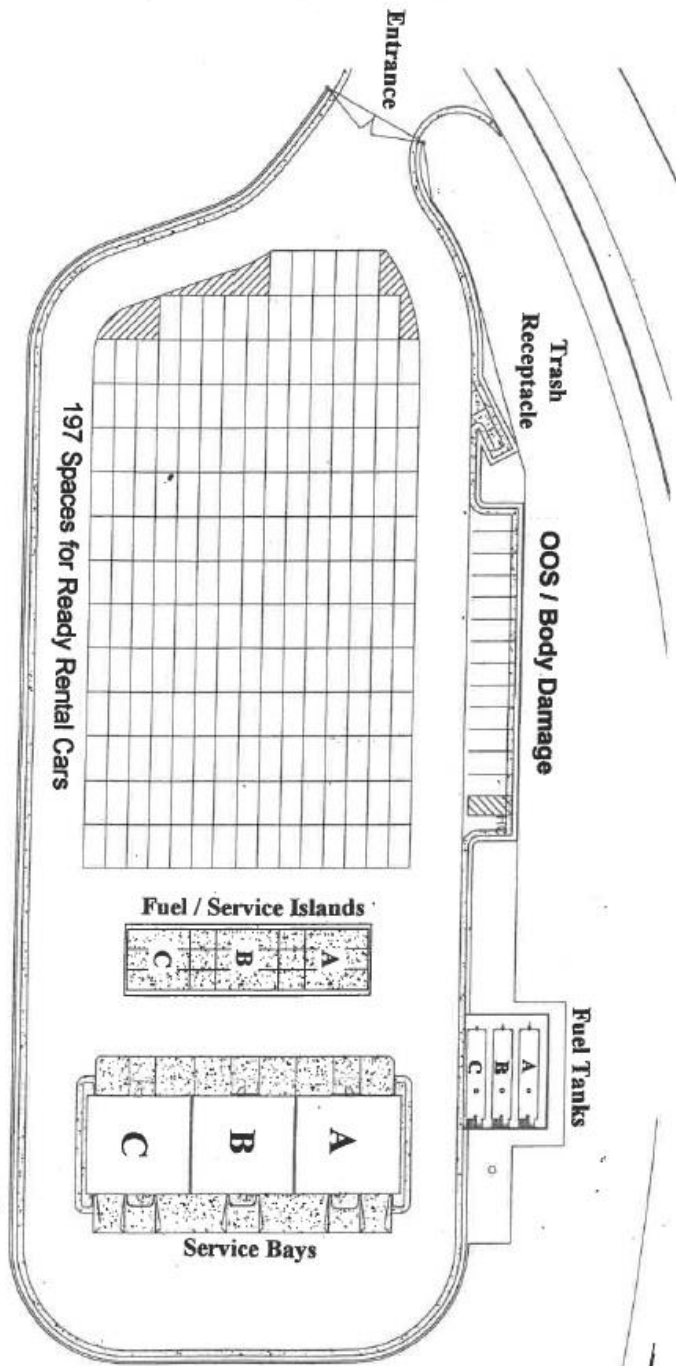 Entrance
Trash
Receptacle
OOS / Body Damage
197 Spaces for Ready Rental Cars
Fuel / Service Islands
A
B
C
Fuel Tanks
A
B
C
A
B
C
Service Bays